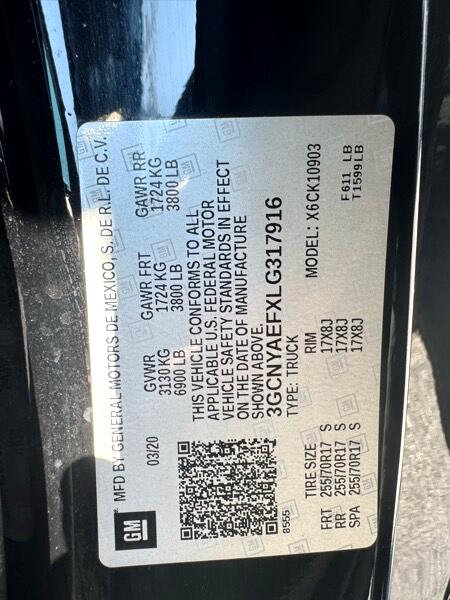 GM
MFD BY GENERAL MOTORS DE MEXICO, S. DE R.L. DE C.V.
03/20
GVWR GAWR FRT GAWR RR
3130 KG 1724 KG 1724 KG
6900 LB 3800 LB 3800 LB
THIS VEHICLE CONFORMS TO ALL
APPLICABLE U.S. FEDERAL MOTOR
VEHICLE SAFETY STANDARDS IN EFFECT
ON THE DATE OF MANUFACTURE
SHOWN ABOVE.
3GCNYAEFXLG317916
8555
TYPE: TRUCK
MODEL: X6CK10903
TIRE SIZE RIM
FRT 255/70R17 S 17X8J
RR 255/70R17 S 17X8J
SPA 255/70R17 S 17X8J
F611 LB
T1599LB